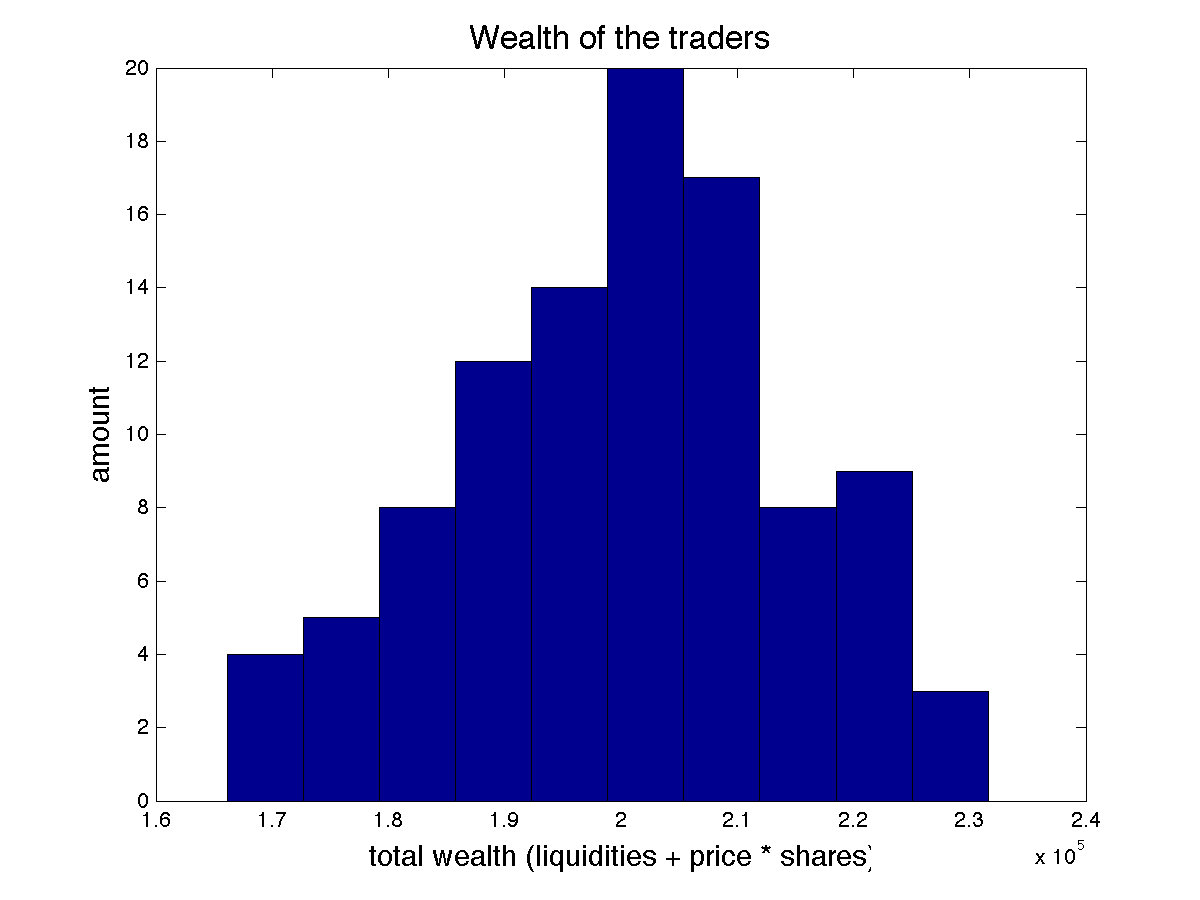 Wealth of the traders
20
18
16
14
12
10
8
6
4
2
0
amount
1.6 1.7 1.8 1.9 2 2.1 2.2 2.3 2.4
total wealth (liquidities + price * shares)
x 10^5